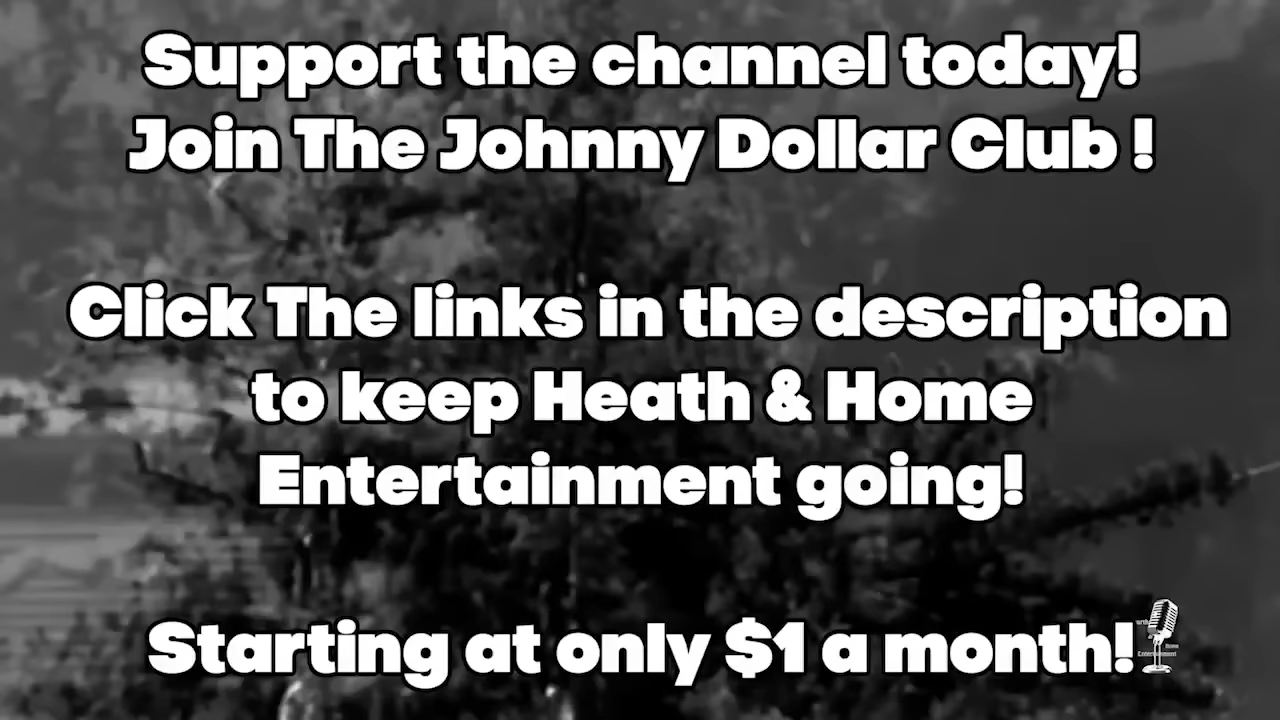 Support the channel today!
Join The Johnny Dollar Club !
Click The links in the description
to keep Heath & Home
Entertainment going!
Starting at only $1 a month!
Entertainment